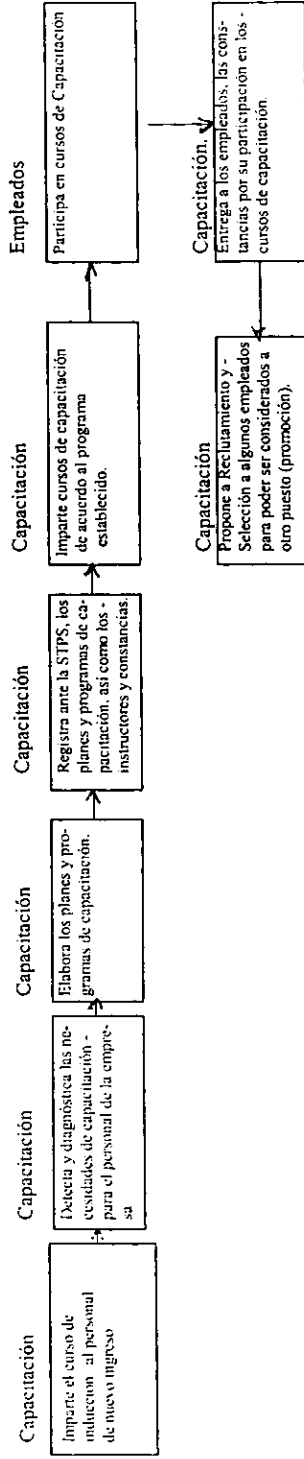 Capacitación
Imparte el curso de
induccion al personal
de nuevo ingreso
Capacitación
Detecta y diagnóstica las ne-
cesidades de capacitación -
para el personal de la empre-
sa
Capacitación
Elabora los planes y pro-
gramas de capacitación.
Capacitación
Registra ante la STPS, los
planes y programas de ca-
pacitación, así como los -
instructores y constancias.
Capacitación
Imparte cursos de capacitación
de acuerdo al programa
establecido.
Empleados
Participa en cursos de Capacitación
Capacitación.
Entrega a los empleados, las cons-
tancias por su participación en los -
cursos de capacitación.
Capacitación
Propone a Reclutamiento y -
Selección a algunos empleados
para poder ser considerados a
otro puesto (promoción).